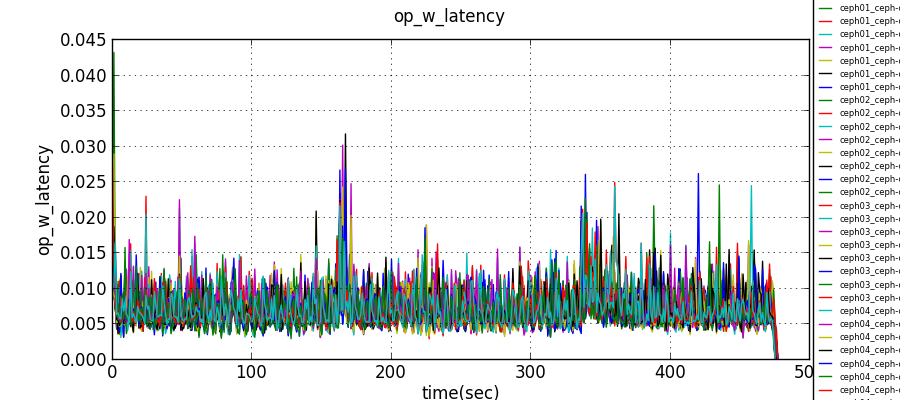 op_w_latency
0.045
0.040
0.035
0.030
0.025
0.020
0.015
0.010
0.005
0.000
op_w_latency
0
100
200
300
400
50
time(sec)
ceph01_ceph-
ceph01_ceph-
ceph01_ceph-
ceph01_ceph-
ceph01_ceph-
ceph01_ceph-
ceph01_ceph-
ceph02_ceph-
ceph02_ceph-
ceph02_ceph-
ceph02_ceph-
ceph02_ceph-
ceph02_ceph-
ceph02_ceph-
ceph02_ceph-
ceph03_ceph-
ceph03_ceph-
ceph03_ceph-
ceph03_ceph-
ceph03_ceph-
ceph03_ceph-
ceph03_ceph-
ceph03_ceph-
ceph04_ceph-
ceph04_ceph-
ceph04_ceph-
ceph04_ceph-
ceph04_ceph-
ceph04_ceph-
ceph04_ceph-